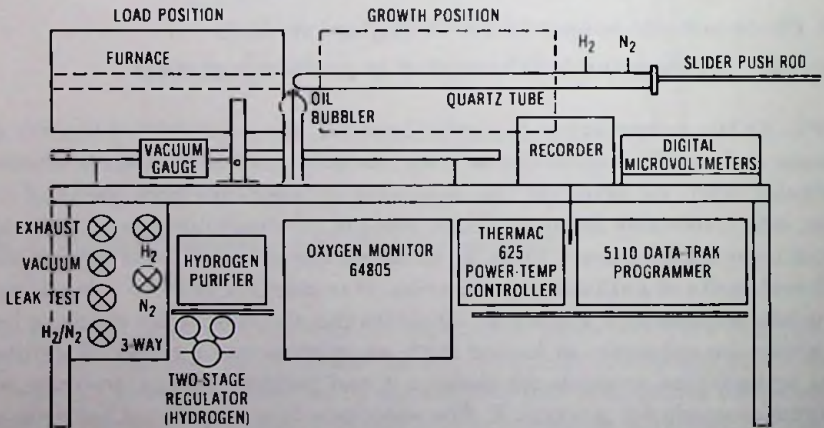 LOAD POSITION
GROWTH POSITION
FURNACE
H2
N2
SLIDER PUSH ROD
OIL
BUBBLER
QUARTZ TUBE
VACUUM
GAUGE
RECORDER
DIGITAL
MICROVOLTMETERS
EXHAUST
VACUUM
LEAK TEST
H2/N2
H2
N2
3-WAY
HYDROGEN
PURIFIER
OXYGEN MONITOR
64805
THERMAC
625
POWER-TEMP
CONTROLLER
5110 DATA-TRAK
PROGRAMMER
TWO-STAGE
REGULATOR
(HYDROGEN)